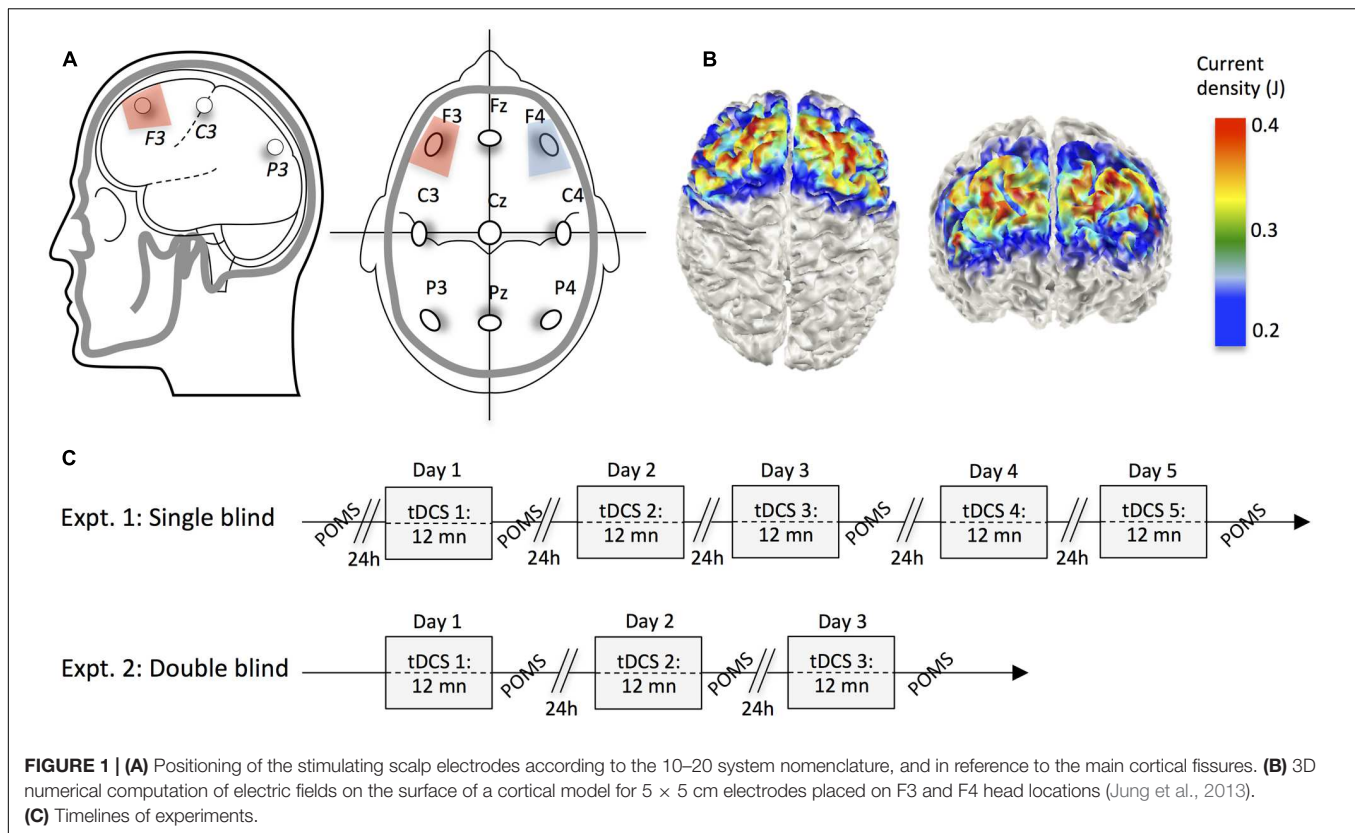 A
F3
C3
P3
F3
Fz
F4
C3
Cz
C4
P3
Pz
P4
B
Current
density (J)
0.4
0.3
0.2
C
Expt. 1: Single blind
POMS
24h
Day 1
tDCS 1:
12 mn
POMS
24h
Day 2
tDCS 2:
12 mn
24h
Day 3
tDCS 3:
12 mn
POMS
24h
Day 4
tDCS 4:
12 mn
24h
Day 5
tDCS 5:
12 mn
POMS
Expt. 2: Double blind
Day 1
tDCS 1:
12 mn
POMS
24h
Day 2
tDCS 2:
12 mn
POMS
24h
Day 3
tDCS 3:
12 mn
POMS
FIGURE 1 | (A) Positioning of the stimulating scalp electrodes according to the 10–20 system nomenclature, and in reference to the main cortical fissures. (B) 3D
numerical computation of electric fields on the surface of a cortical model for 5 × 5 cm electrodes placed on F3 and F4 head locations (Jung et al., 2013).
(C) Timelines of experiments.